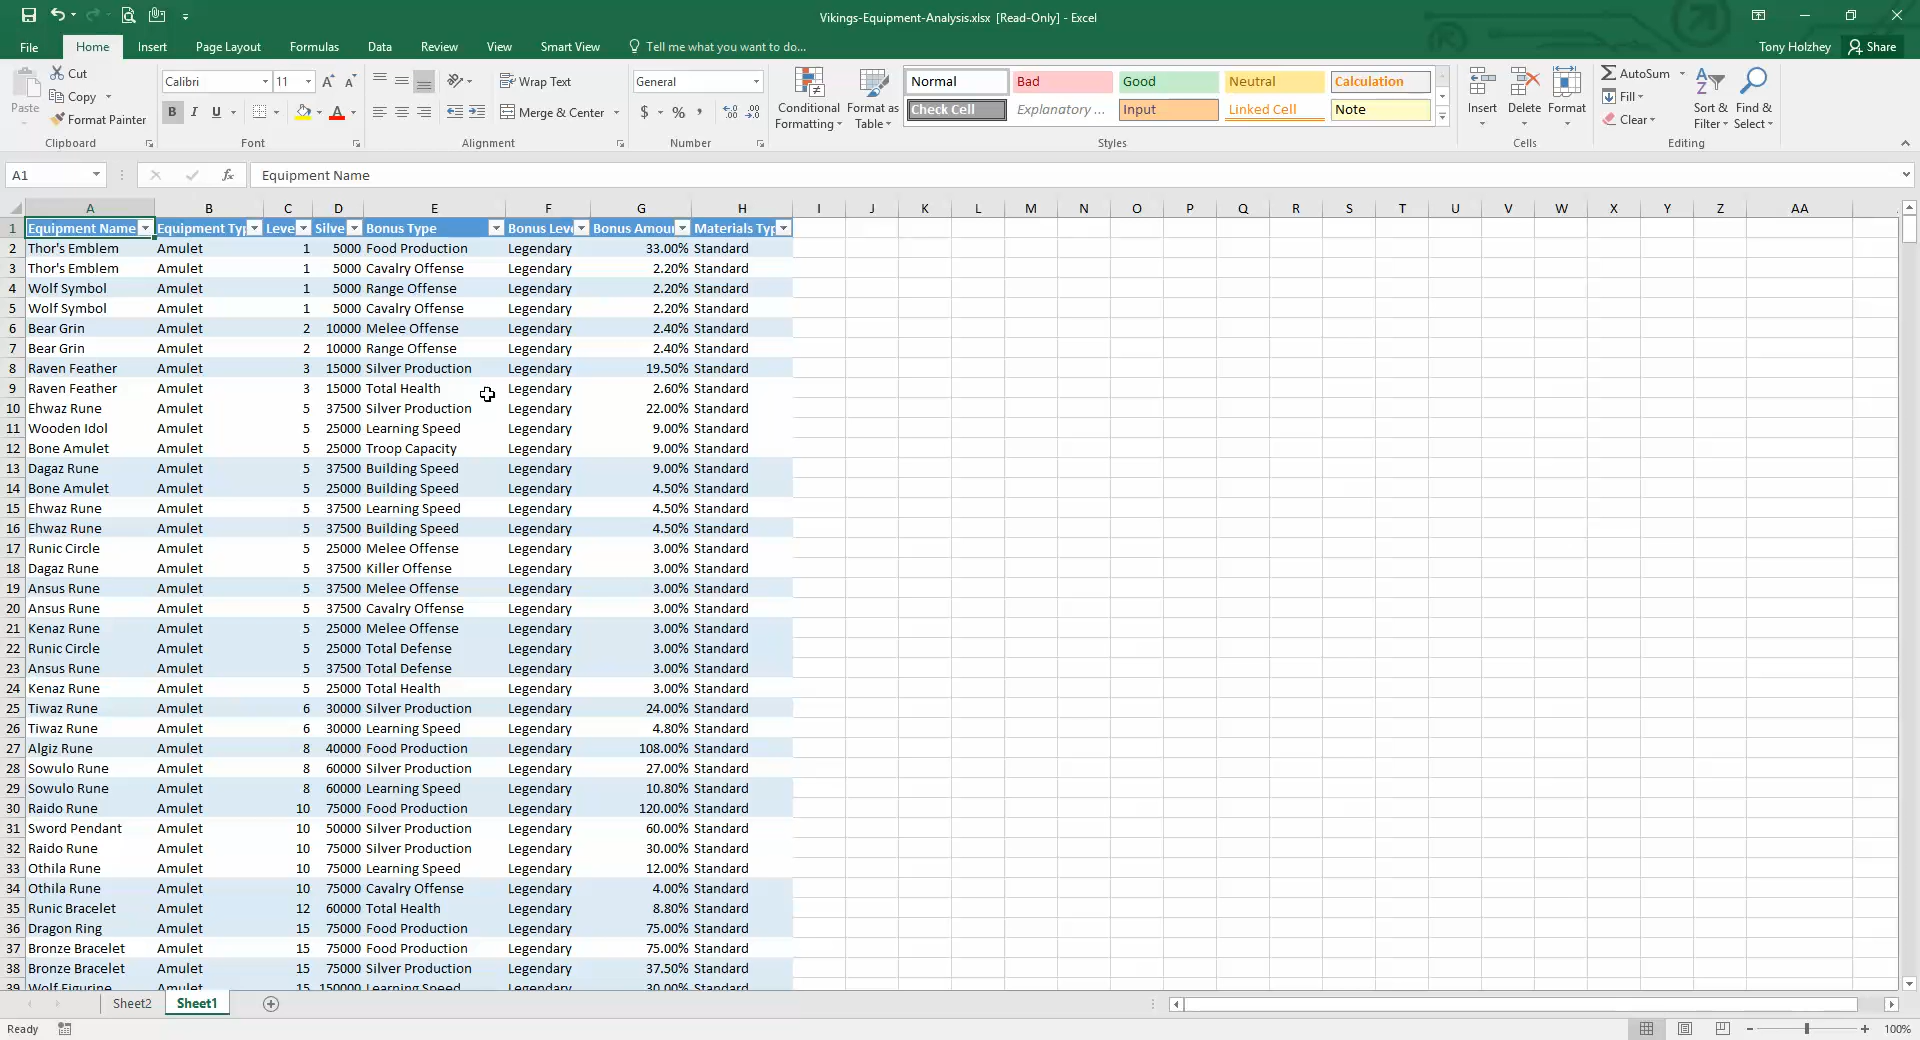 Vikings-Equipment-Analysis.xlsx [Read-Only] - Excel
File Home Insert Page Layout Formulas Data Review View Smart View Tell me what you want to do... Tony Holzhey Share
Paste Cut Copy Format Painter Clipboard
Calibri 11 B I U A A A Font
Wrap Text Merge & Center Alignment
General $ % , Number
Conditional Formatting Format as Table
Normal Bad Good Neutral Calculation
Check Cell Explanatory ... Input Linked Cell Note
Styles
Insert Delete Format Cells
AutoSum Fill Clear Sort & Filter Find & Select Editing
A1 fx Equipment Name
A B C D E F G H I J K L M N O P Q R S T U V W X Y Z AA
1 Equipment Name Equipment Typ Leve Silve Bonus Type Bonus Leve Bonus Amour Materials Typ
2 Thor's Emblem Amulet 1 5000 Food Production Legendary 33.00% Standard
3 Thor's Emblem Amulet 1 5000 Cavalry Offense Legendary 2.20% Standard
4 Wolf Symbol Amulet 1 5000 Range Offense Legendary 2.20% Standard
5 Wolf Symbol Amulet 1 5000 Cavalry Offense Legendary 2.20% Standard
6 Bear Grin Amulet 2 10000 Melee Offense Legendary 2.40% Standard
7 Bear Grin Amulet 2 10000 Range Offense Legendary 2.40% Standard
8 Raven Feather Amulet 3 15000 Silver Production Legendary 19.50% Standard
9 Raven Feather Amulet 3 15000 Total Health Legendary 2.60% Standard
10 Ehwaz Rune Amulet 5 37500 Silver Production Legendary 22.00% Standard
11 Wooden Idol Amulet 5 25000 Learning Speed Legendary 9.00% Standard
12 Bone Amulet Amulet 5 25000 Troop Capacity Legendary 9.00% Standard
13 Dagaz Rune Amulet 5 37500 Building Speed Legendary 9.00% Standard
14 Bone Amulet Amulet 5 25000 Building Speed Legendary 4.50% Standard
15 Ehwaz Rune Amulet 5 37500 Learning Speed Legendary 4.50% Standard
16 Ehwaz Rune Amulet 5 37500 Building Speed Legendary 4.50% Standard
17 Runic Circle Amulet 5 25000 Melee Offense Legendary 3.00% Standard
18 Dagaz Rune Amulet 5 37500 Killer Offense Legendary 3.00% Standard
19 Ansus Rune Amulet 5 37500 Melee Offense Legendary 3.00% Standard
20 Ansus Rune Amulet 5 37500 Cavalry Offense Legendary 3.00% Standard
21 Kenaz Rune Amulet 5 25000 Melee Offense Legendary 3.00% Standard
22 Runic Circle Amulet 5 25000 Total Defense Legendary 3.00% Standard
23 Ansus Rune Amulet 5 37500 Total Defense Legendary 3.00% Standard
24 Kenaz Rune Amulet 5 25000 Total Health Legendary 3.00% Standard
25 Tiwaz Rune Amulet 6 30000 Silver Production Legendary 24.00% Standard
26 Tiwaz Rune Amulet 6 30000 Learning Speed Legendary 4.80% Standard
27 Algiz Rune Amulet 8 40000 Food Production Legendary 108.00% Standard
28 Sowulo Rune Amulet 8 60000 Silver Production Legendary 27.00% Standard
29 Sowulo Rune Amulet 8 60000 Learning Speed Legendary 10.80% Standard
30 Raido Rune Amulet 10 75000 Food Production Legendary 120.00% Standard
31 Sword Pendant Amulet 10 50000 Silver Production Legendary 60.00% Standard
32 Raido Rune Amulet 10 75000 Silver Production Legendary 30.00% Standard
33 Othila Rune Amulet 10 75000 Learning Speed Legendary 12.00% Standard
34 Othila Rune Amulet 10 75000 Cavalry Offense Legendary 4.00% Standard
35 Runic Bracelet Amulet 12 60000 Total Health Legendary 8.80% Standard
36 Dragon Ring Amulet 15 75000 Food Production Legendary 75.00% Standard
37 Bronze Bracelet Amulet 15 75000 Food Production Legendary 75.00% Standard
38 Bronze Bracelet Amulet 15 75000 Silver Production Legendary 37.50% Standard
39 Wolf Figurine Amulet 15 150000 Learning Speed Legendary 30.00% Standard
Sheet2 Sheet1
Ready 100%